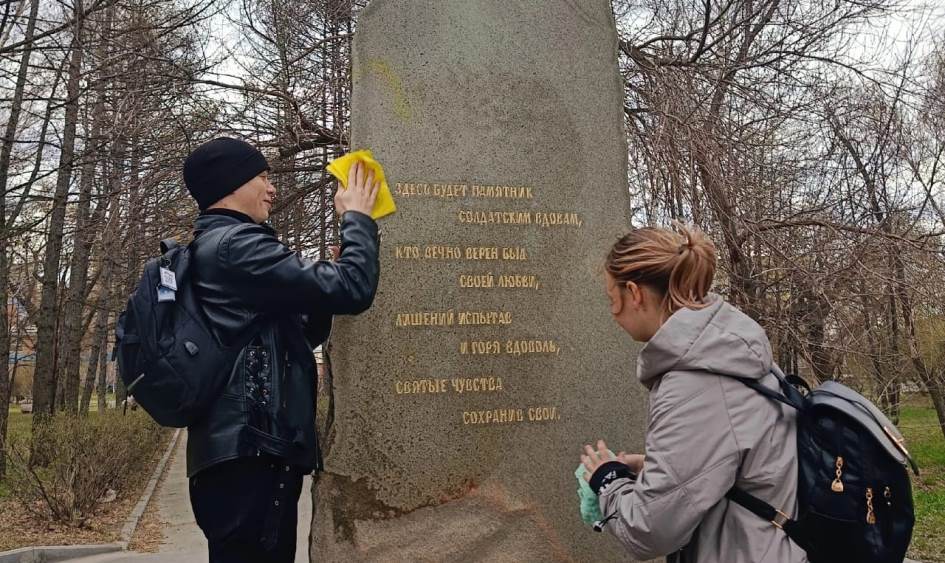 ЗДЕСЬ БУДЕТ ПАМЯТНИК
СОЛДАТСКИМ ВДОВАМ,
КТО ВЕЧНО ВЕРЕН БЫЛ
СВОЕЙ ЛЮБВИ,
ЛИШЕНИЙ ИСПЫТАВ
И ГОРЯ ВДОВОЛЬ,
СВЯТЫЕ ЧУВСТВА
СОХРАНИВ СВОИ.